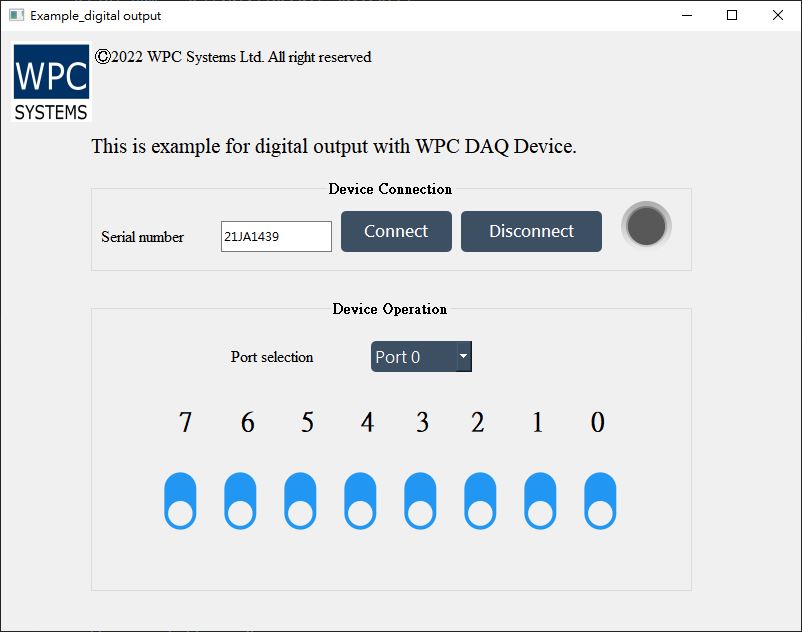 Example_digital output
WPC
SYSTEMS
©2022 WPC Systems Ltd. All right reserved
This is example for digital output with WPC DAQ Device.
Device Connection
Serial number 21JA1439 Connect Disconnect
Device Operation
Port selection Port 0
7 6 5 4 3 2 1 0